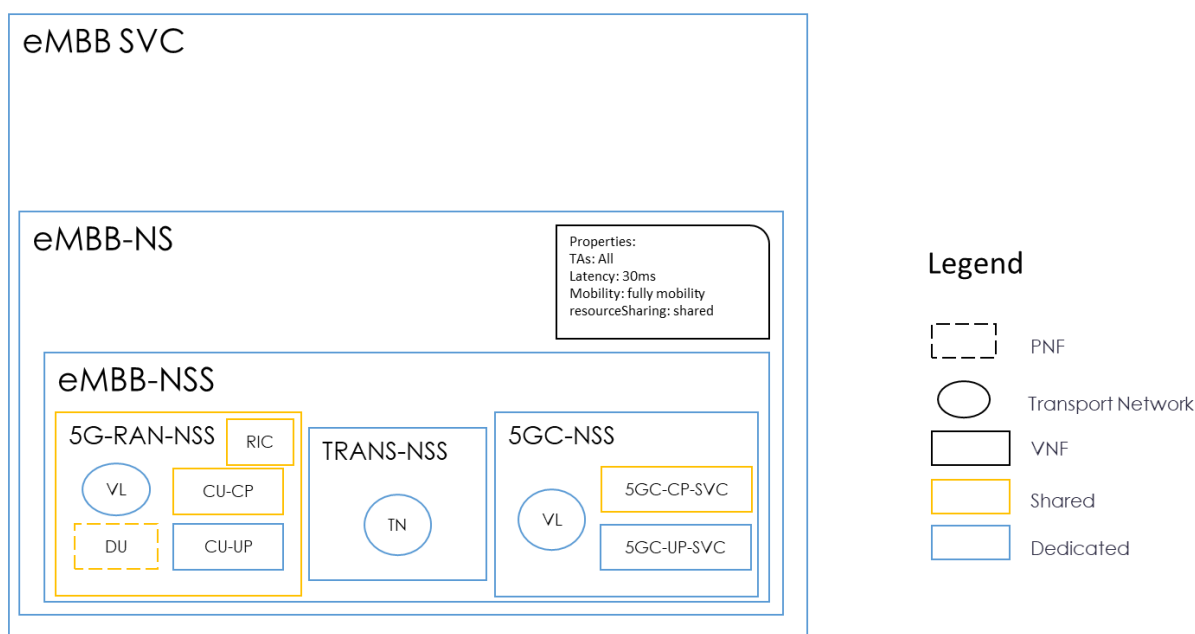 eMBB SVC
eMBB-NS
Properties:
TAs: All
Latency: 30ms
Mobility: fully mobility
resourceSharing: shared
eMBB-NSS
5G-RAN-NSS
RIC
VL
CU-CP
DU
CU-UP
TRANS-NSS
TN
5GC-NSS
VL
5GC-CP-SVC
5GC-UP-SVC
Legend
PNF
Transport Network
VNF
Shared
Dedicated